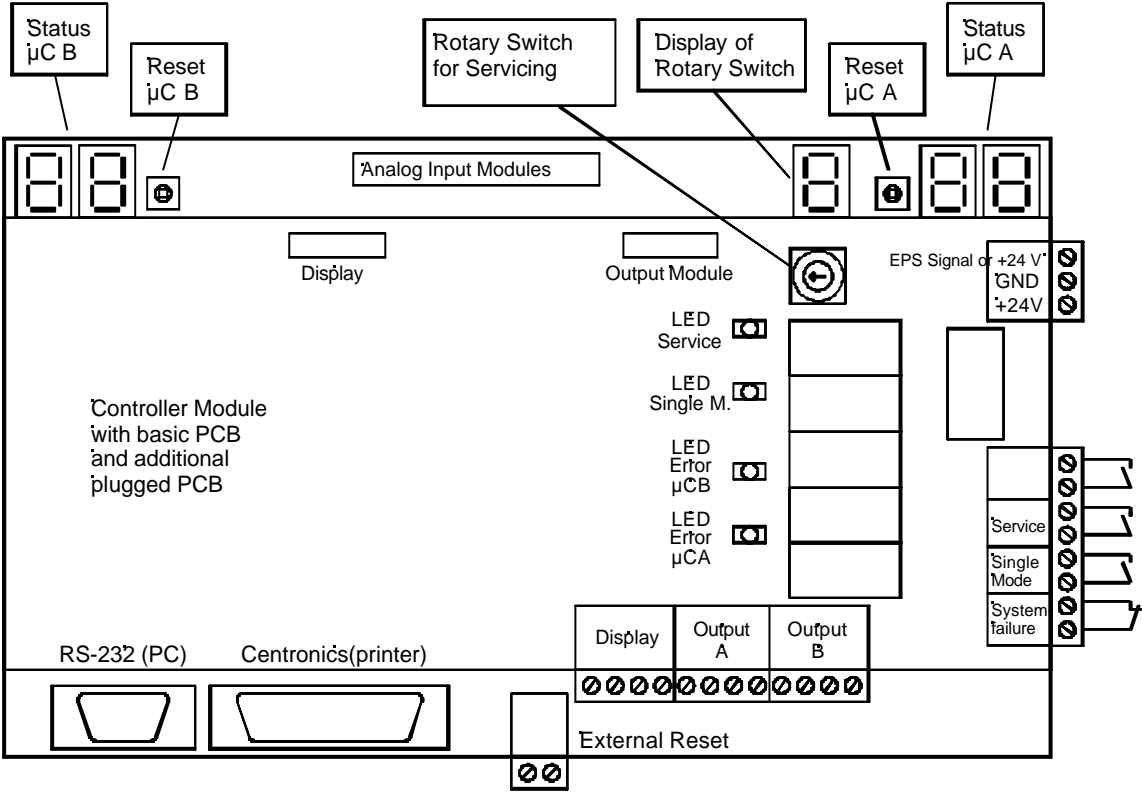 Status
µC B
Reset
µC B
Rotary Switch
for Servicing
Display of
Rotary Switch
Reset
µC A
Status
µC A
Analog Input Modules
Display
Output Module
EPS Signal or +24 V
GND
+24V
LED
Service
LED
Single M.
LED
Error
µCB
LED
Error
µCA
Controller Module
with basic PCB
and additional
plugged PCB
Service
Single
Mode
System
failure
Display
Output
A
Output
B
RS-232 (PC)
Centronics(printer)
External Reset